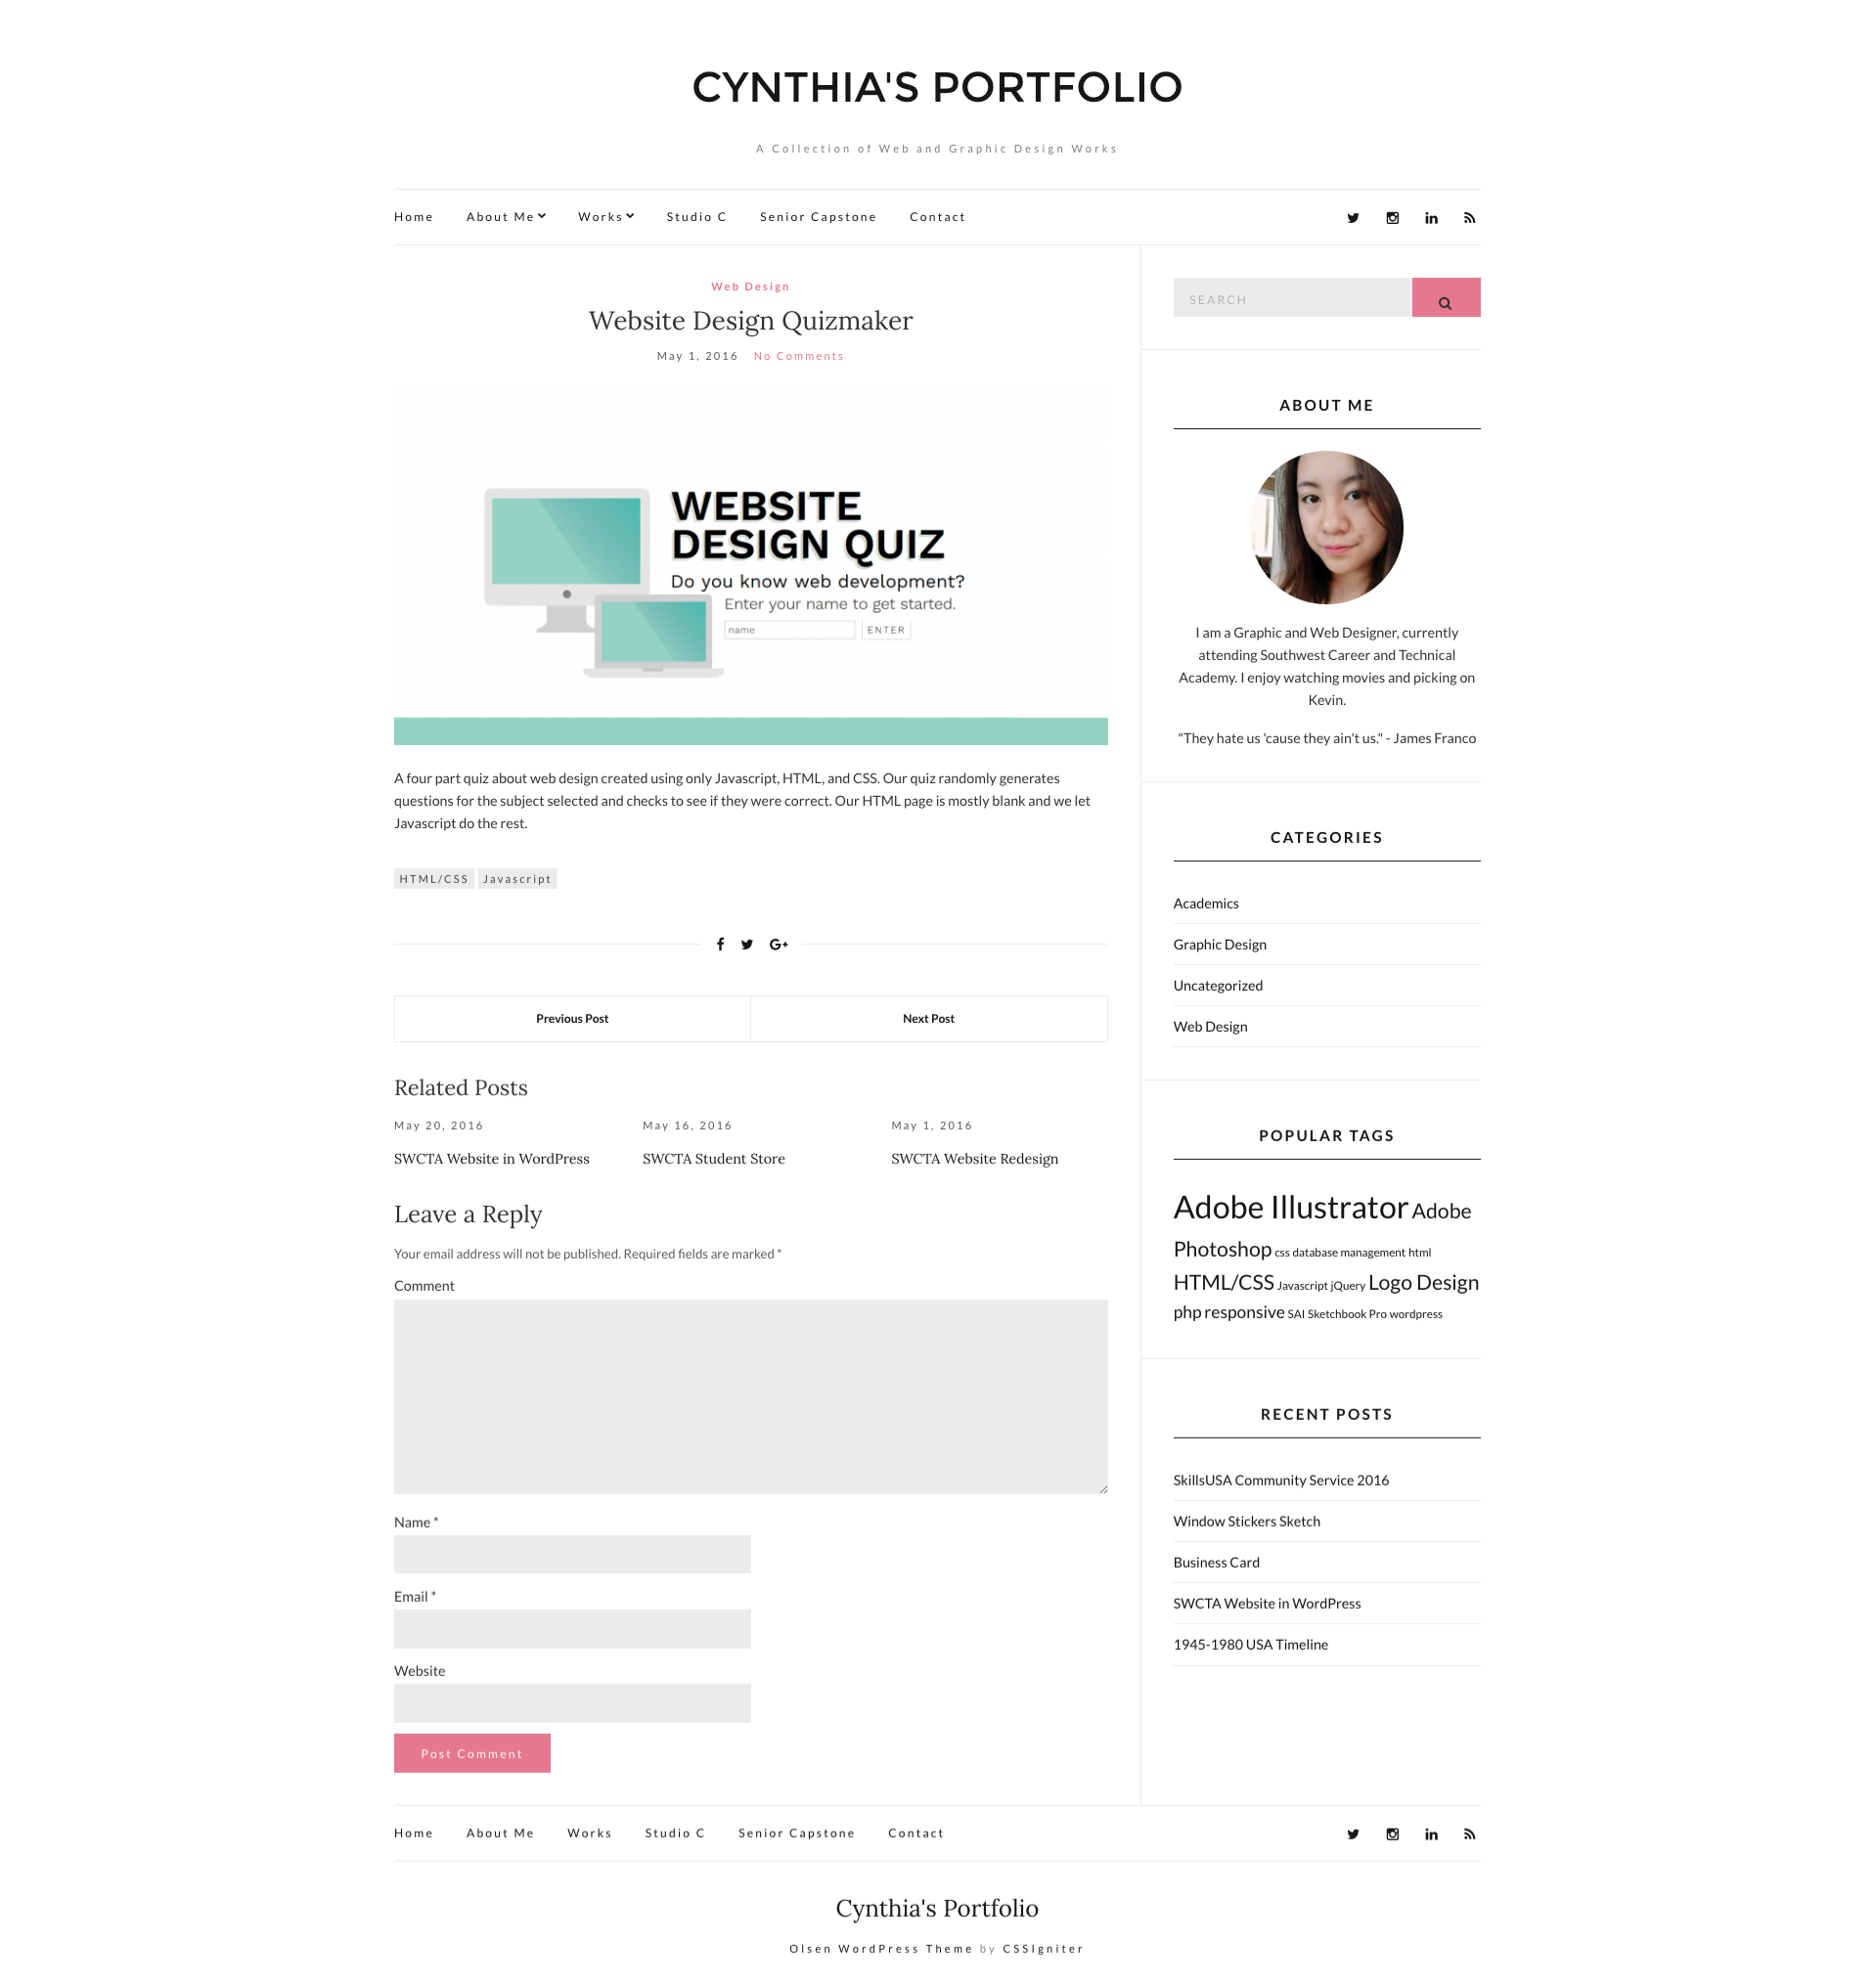 CYNTHIA'S PORTFOLIO
A Collection of Web and Graphic Design Works
Home About Me Works Studio C Senior Capstone Contact
Web Design
Website Design Quizmaker
May 1, 2016 No Comments
WEBSITE
DESIGN QUIZ
Do you know web development?
Enter your name to get started.
name ENTER
A four part quiz about web design created using only Javascript, HTML, and CSS. Our quiz randomly generates
questions for the subject selected and checks to see if they were correct. Our HTML page is mostly blank and we let
Javascript do the rest.
HTML/CSS Javascript
Previous Post Next Post
Related Posts
May 20, 2016 May 16, 2016 May 1, 2016
SWCTA Website in WordPress SWCTA Student Store SWCTA Website Redesign
Leave a Reply
Your email address will not be published. Required fields are marked *
Comment
Name *
Email *
Website
Post Comment
SEARCH
ABOUT ME
I am a Graphic and Web Designer, currently
attending Southwest Career and Technical
Academy. I enjoy watching movies and picking on
Kevin.
"They hate us 'cause they ain't us." - James Franco
CATEGORIES
Academics
Graphic Design
Uncategorized
Web Design
POPULAR TAGS
Adobe Illustrator Adobe
Photoshop css database management html
HTML/CSS Javascript jQuery Logo Design
php responsive SAI Sketchbook Pro wordpress
RECENT POSTS
SkillsUSA Community Service 2016
Window Stickers Sketch
Business Card
SWCTA Website in WordPress
1945-1980 USA Timeline
Home About Me Works Studio C Senior Capstone Contact
Cynthia's Portfolio
Olsen WordPress Theme by CSSIgniter